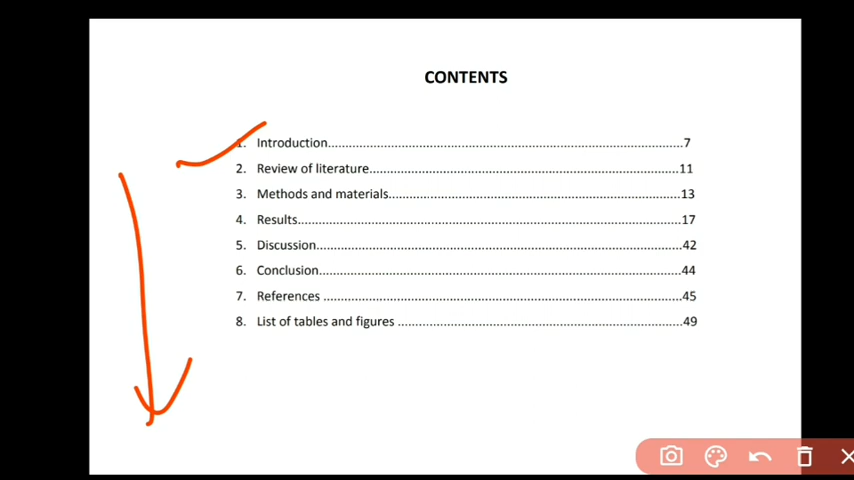 CONTENTS
1. Introduction.......................................................................................................................7
2. Review of literature........................................................................................................11
3. Methods and materials..................................................................................................13
4. Results................................................................................................................................17
5. Discussion..........................................................................................................................42
6. Conclusion.........................................................................................................................44
7. References ........................................................................................................................45
8. List of tables and figures ...............................................................................................49